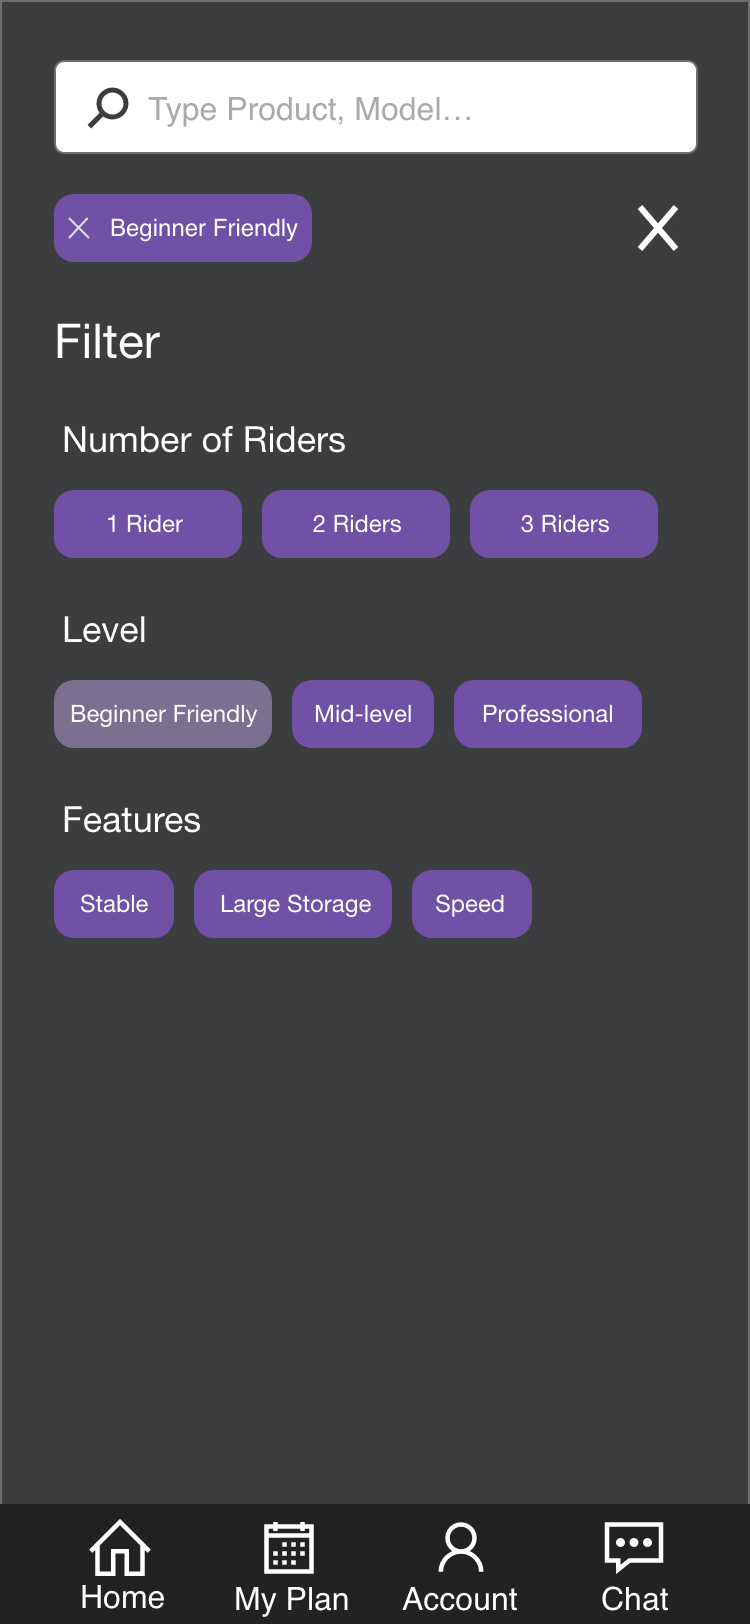 Type Product, Model...
Beginner Friendly
Filter
Number of Riders
1 Rider 2 Riders 3 Riders
Level
Beginner Friendly Mid-level Professional
Features
Stable Large Storage Speed
Home My Plan Account Chat